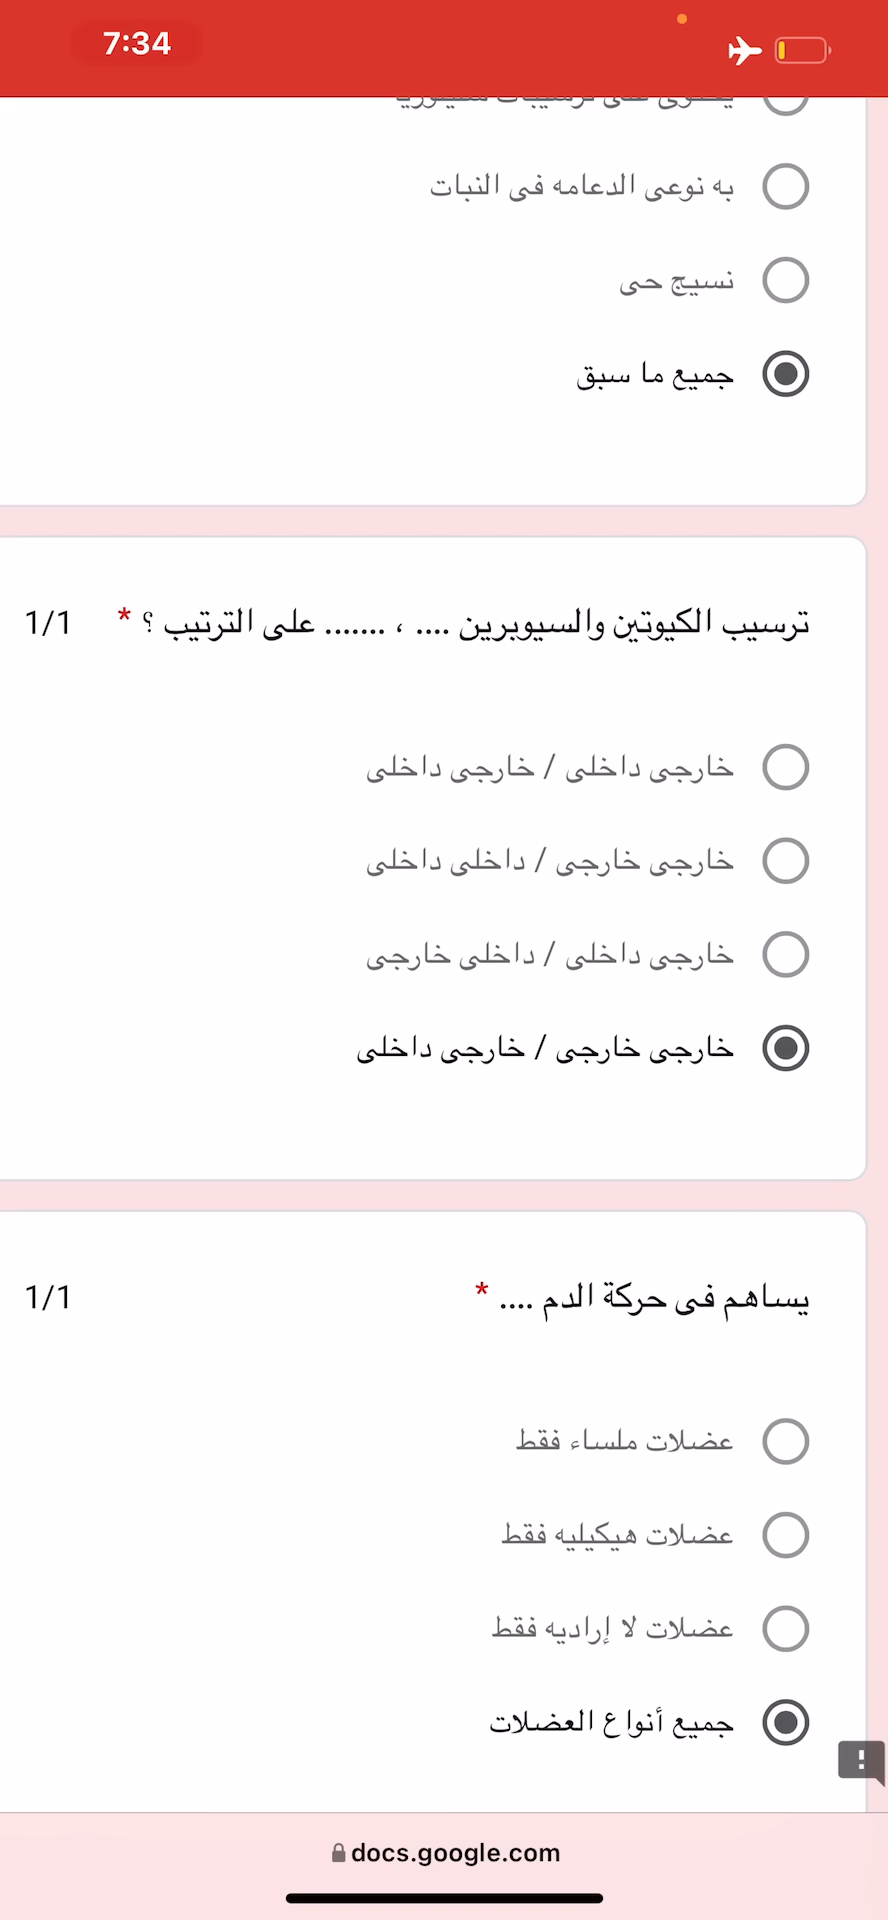 7:34
به نوعى الدعامه فى النبات
نسيج حى
جميع ما سبق
ترسيب الكيوتين والسيوبرين .... ، ....... على الترتيب ؟ *
1/1
خارجى داخلى / خارجى داخلى
خارجى خارجى / داخلى داخلى
خارجى داخلى / داخلى خارجى
خارجى خارجى / خارجى داخلى
يساهم فى حركة الدم .... *
1/1
عضلات ملساء فقط
عضلات هيكيليه فقط
عضلات لا إراديه فقط
جميع أنواع العضلات
docs.google.com